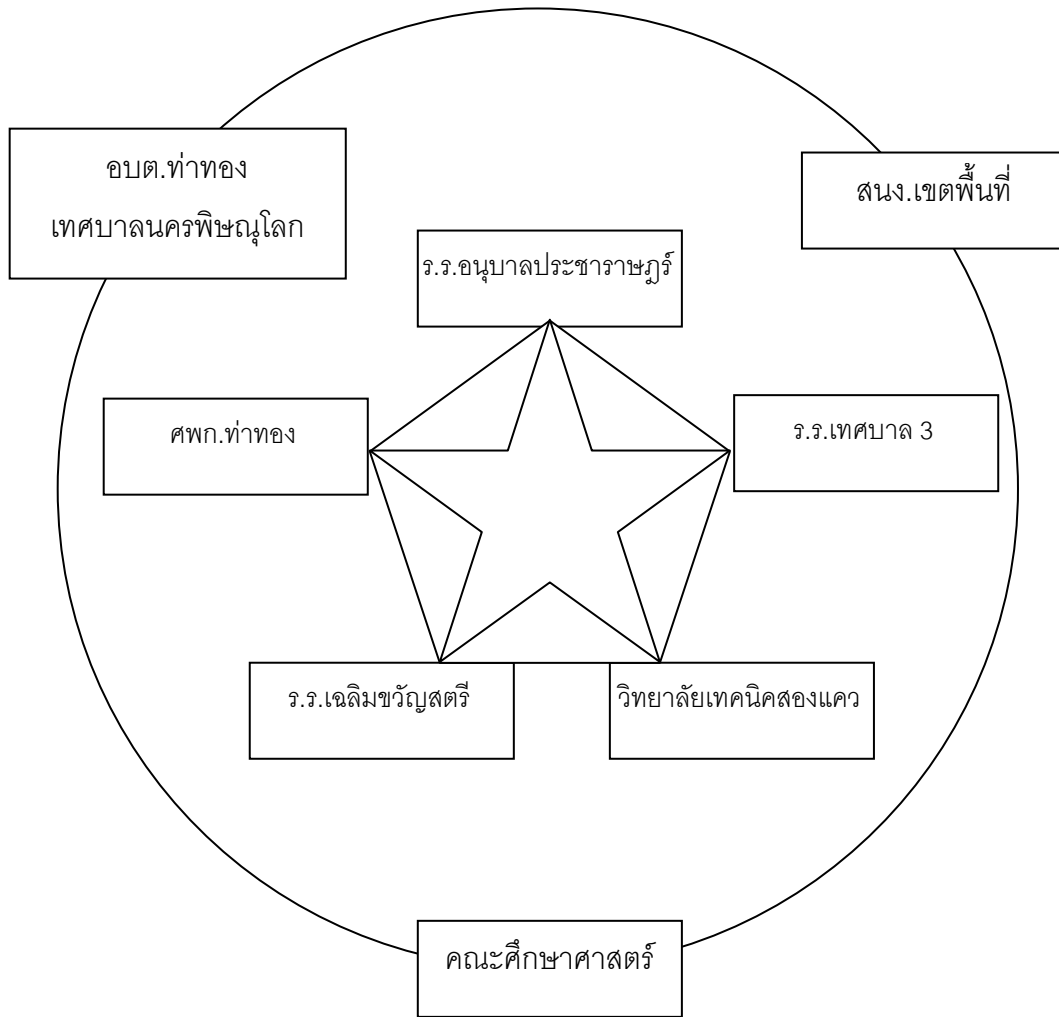 อบต.ท่าทอง
เทศบาลนครพิษณุโลก
สนง.เขตพื้นที่
ร.ร.อนุบาลประชาราษฎร์
ศพก.ท่าทอง
ร.ร.เทศบาล 3
ร.ร.เฉลิมขวัญสตรี
วิทยาลัยเทคนิคสองแคว
คณะศึกษาศาสตร์